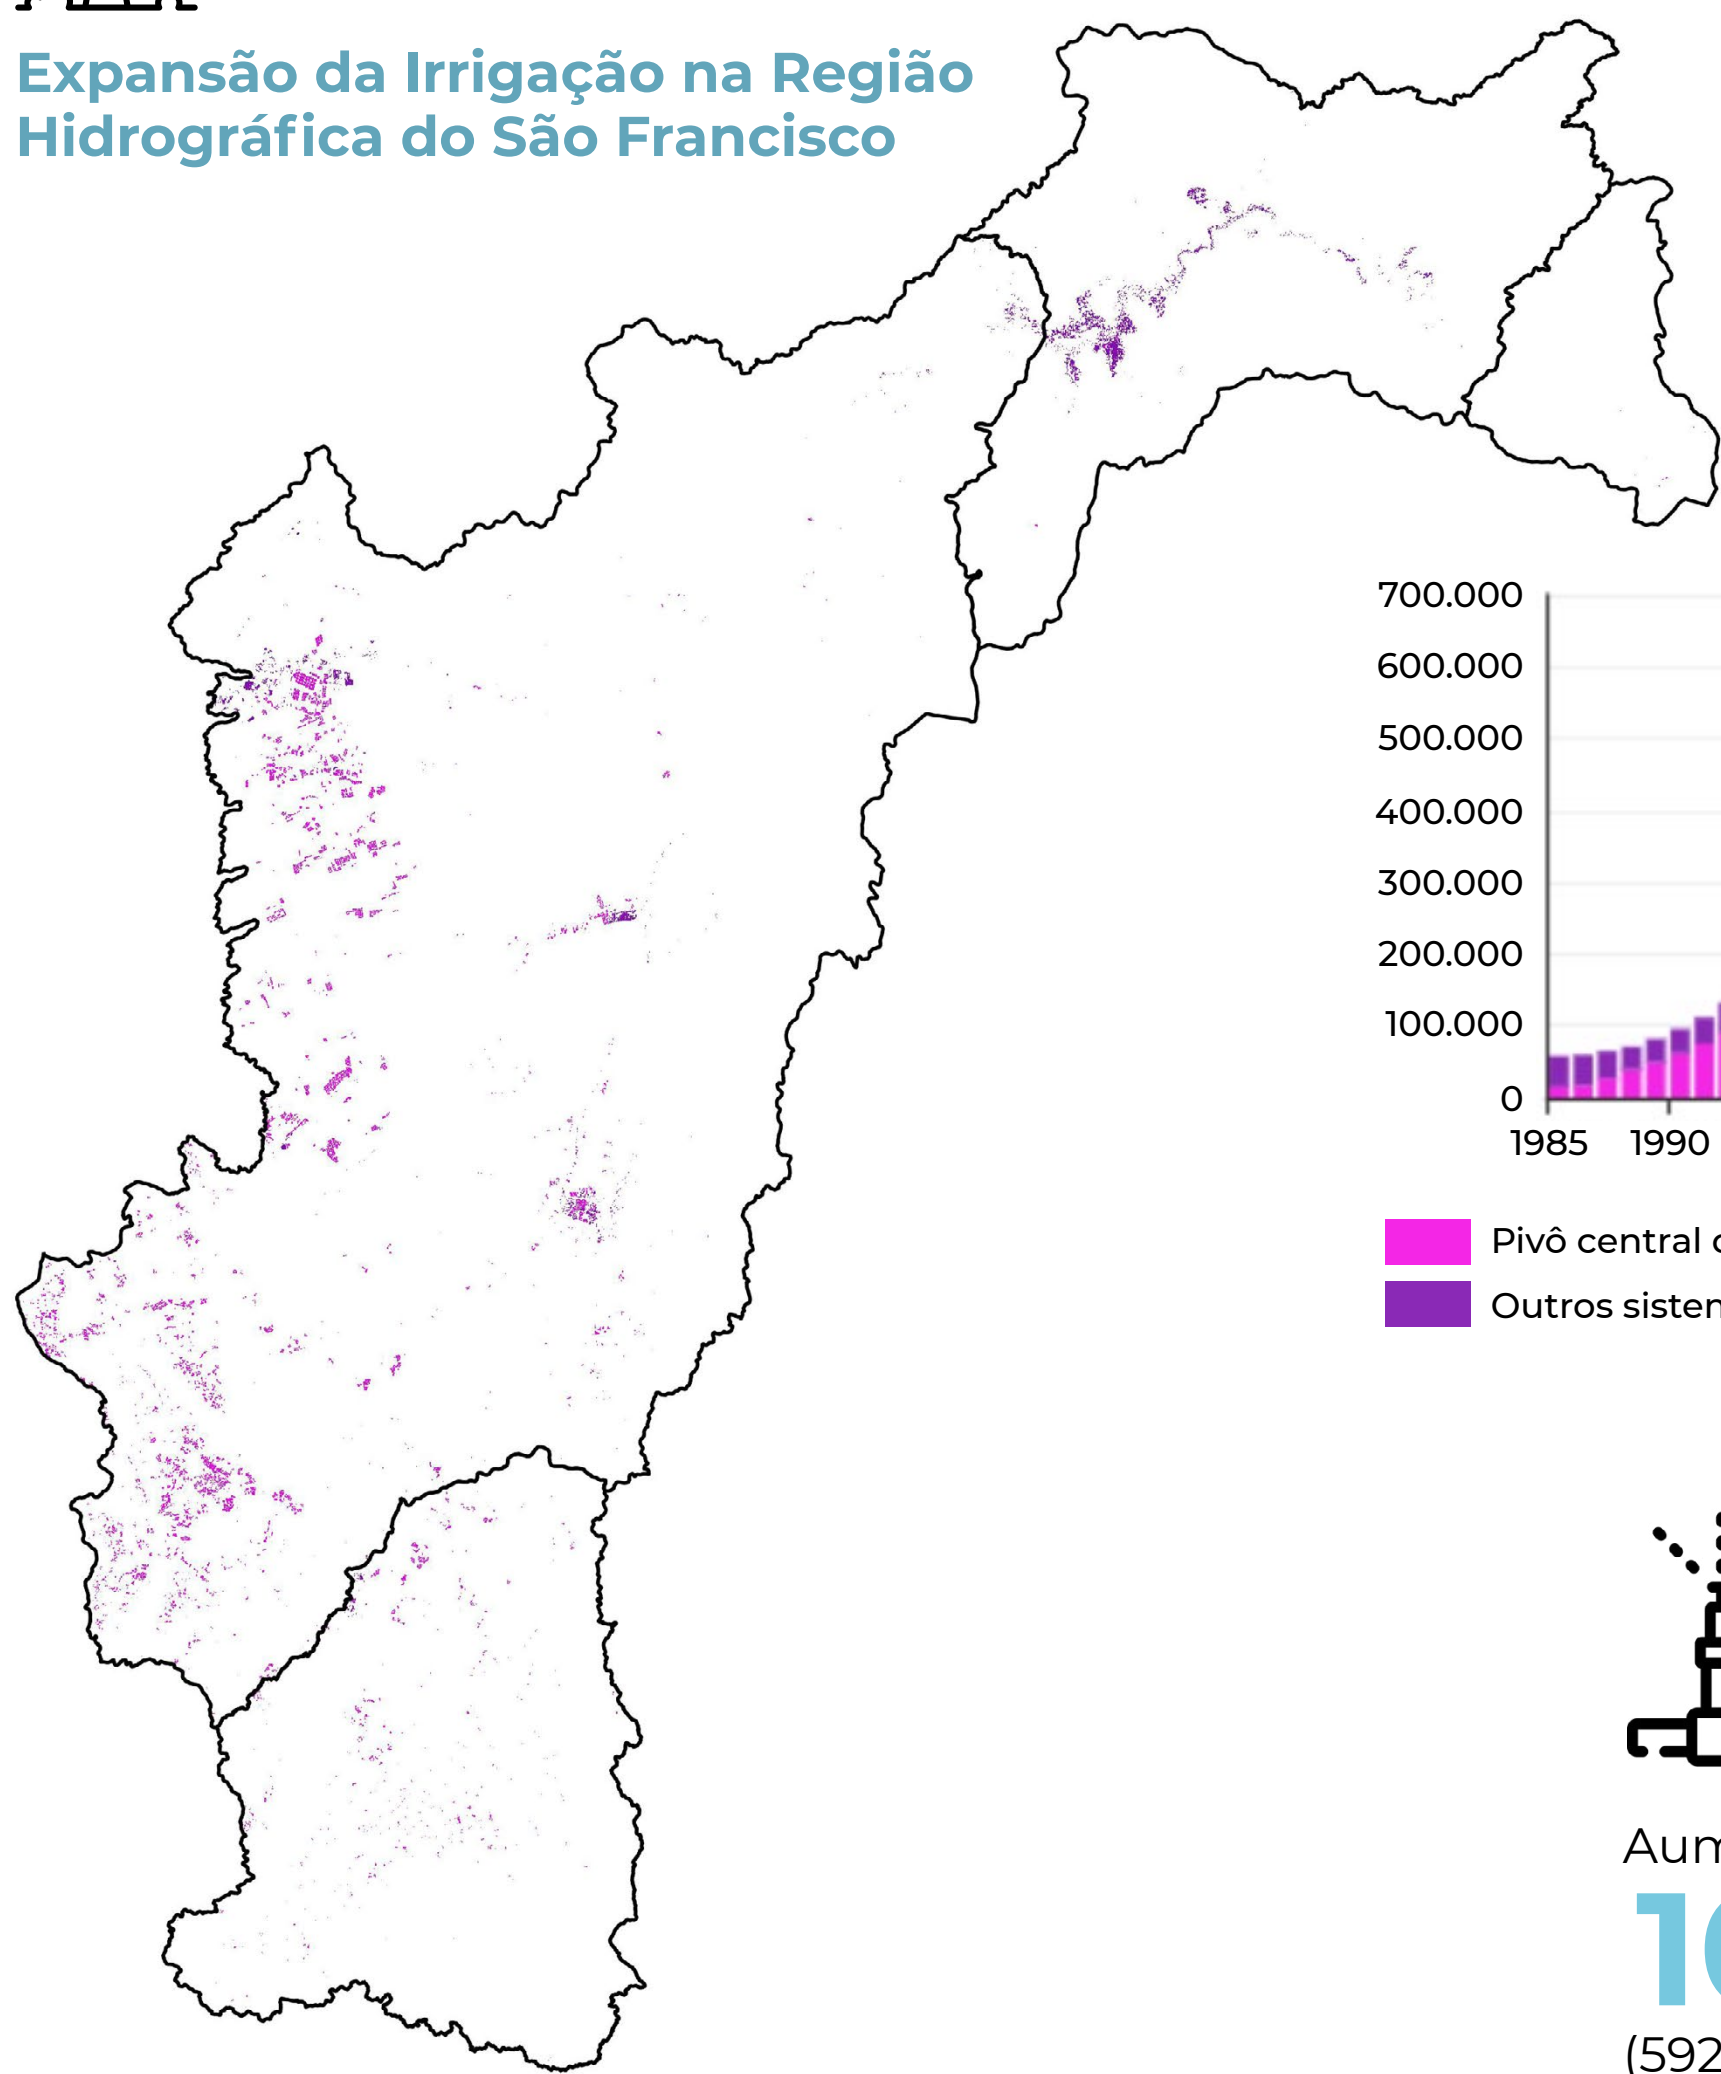 Expansão da Irrigação na Região
Hidrográfica do São Francisco
700.000
600.000
500.000
400.000
300.000
200.000
100.000
0
1985 1990
Pivô central
Outros
(592